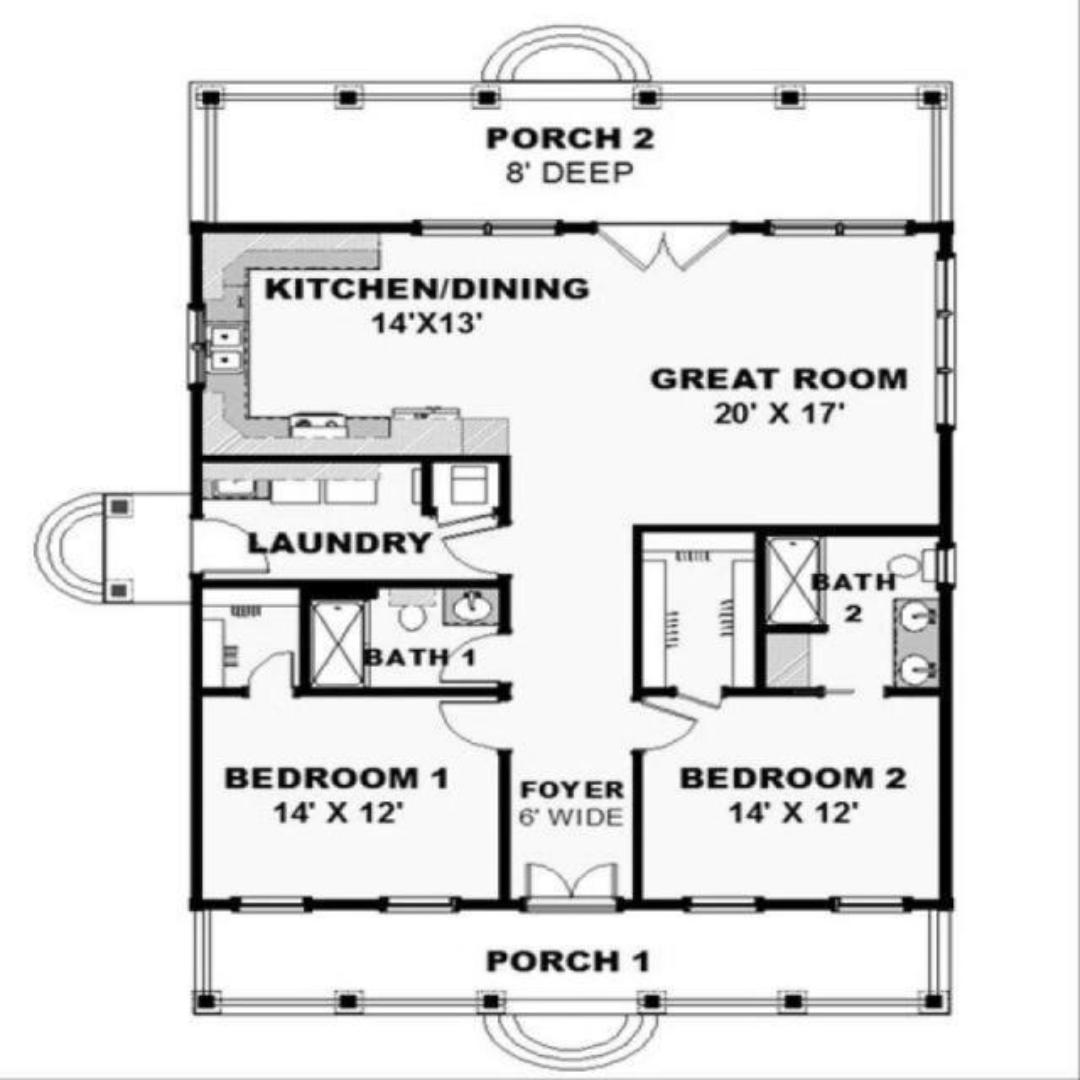 PORCH 2
8' DEEP
KITCHEN/DINING
14'X13'
GREAT ROOM
20' X 17'
LAUNDRY
BATH
2
BATH 1
BEDROOM 1
14' X 12'
FOYER
6' WIDE
BEDROOM 2
14' X 12'
PORCH 1